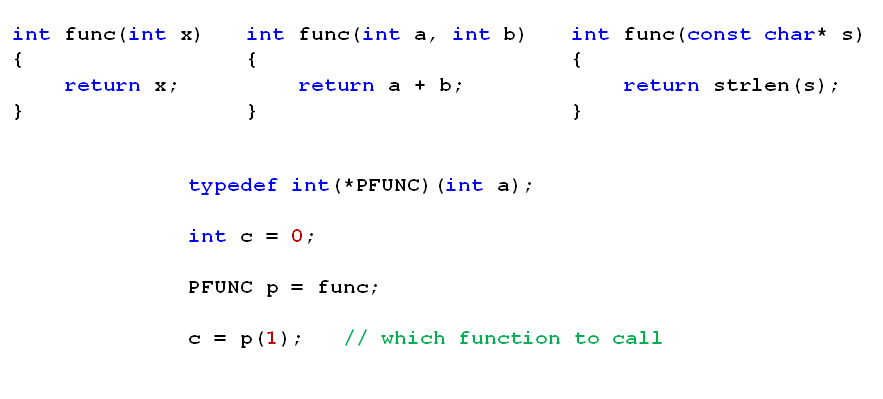 int func(int x)    int func(int a, int b)    int func(const char* s)
{                  {                         {
    return x;          return a + b;             return strlen(s);
}                  }                         }
typedef int(*PFUNC)(int a);
int c = 0;
PFUNC p = func;
c = p(1);   // which function to call